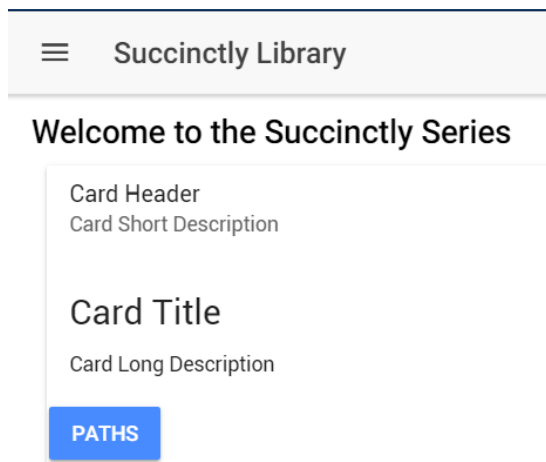 Succinctly Library
Welcome to the Succinctly Series
Card Header
Card Short Description
Card Title
Card Long Description
PATHS